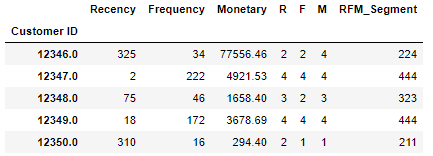 Recency Frequency Monetary R F M RFM_Segment
Customer ID
12346.0 325 34 77556.46 2 2 4 224
12347.0 2 222 4921.53 4 4 4 444
12348.0 75 46 1658.40 3 2 3 323
12349.0 18 172 3678.69 4 4 4 444
12350.0 310 16 294.40 2 1 1 211